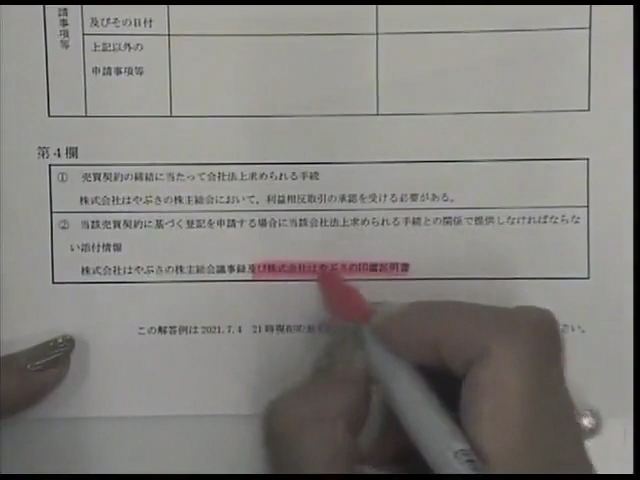 請事項等
及びその日付
上記以外の
申請事項等
第4欄
① 売買契約の締結に当たって会社法上求められる手続
株式会社はやぶさの株主総会において、利益相反取引の承認を受ける必要がある。
② 当該売買契約に基づく登記を申請する場合に当該会社法上求められる手続との関係で提供しなければならな
い添付情報
株式会社はやぶさの株主総会議事録及び株式会社はやぶさの印鑑証明書
この解答例は2021.7.4 21時現在の
さい。